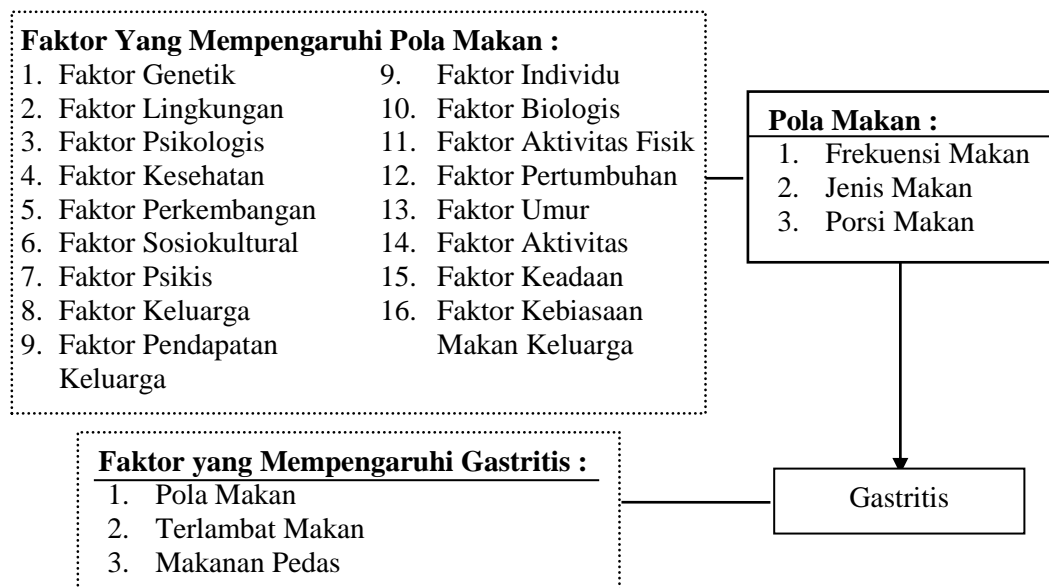 Faktor Yang Mempengaruhi Pola Makan :
1. Faktor Genetik
2. Faktor Lingkungan
3. Faktor Psikologis
4. Faktor Kesehatan
5. Faktor Perkembangan
6. Faktor Sosiokultural
7. Faktor Psikis
8. Faktor Keluarga
9. Faktor Pendapatan
Keluarga
9. Faktor Individu
10. Faktor Biologis
11. Faktor Aktivitas Fisik
12. Faktor Pertumbuhan
13. Faktor Umur
14. Faktor Aktivitas
15. Faktor Keadaan
16. Faktor Kebiasaan
Makan Keluarga
Pola Makan :
1. Frekuensi Makan
2. Jenis Makan
3. Porsi Makan
Faktor yang Mempengaruhi Gastritis :
1. Pola Makan
2. Terlambat Makan
3. Makanan Pedas
Gastritis